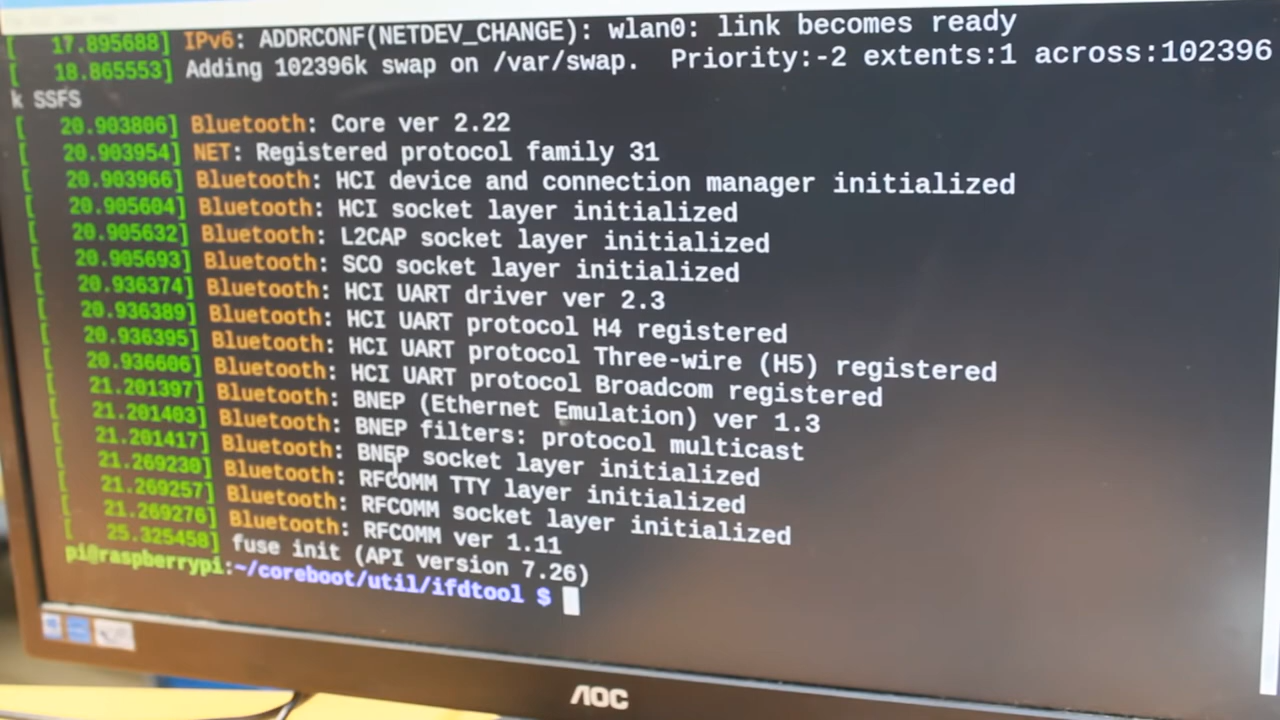 [ 17.895688] IPv6: ADDRCONF(NETDEV_CHANGE): wlan0: link becomes ready
[ 18.865553] Adding 102396k swap on /var/swap. Priority:-2 extents:1 across:102396
k SSFS
[ 20.903806] Bluetooth: Core ver 2.22
[ 20.903954] NET: Registered protocol family 31
[ 20.903966] Bluetooth: HCI device and connection manager initialized
[ 20.905604] Bluetooth: HCI socket layer initialized
[ 20.905632] Bluetooth: L2CAP socket layer initialized
[ 20.905693] Bluetooth: SCO socket layer initialized
[ 20.936374] Bluetooth: HCI UART driver ver 2.3
[ 20.936389] Bluetooth: HCI UART protocol H4 registered
[ 20.936395] Bluetooth: HCI UART protocol Three-wire (H5) registered
[ 20.936606] Bluetooth: HCI UART protocol Broadcom registered
[ 21.201397] Bluetooth: BNEP (Ethernet Emulation) ver 1.3
[ 21.201403] Bluetooth: BNEP filters: protocol multicast
[ 21.201417] Bluetooth: BNEP socket layer initialized
[ 21.269230] Bluetooth: RFCOMM TTY layer initialized
[ 21.269257] Bluetooth: RFCOMM socket layer initialized
[ 21.269276] Bluetooth: RFCOMM ver 1.11
[ 25.325458] fuse init (API version 7.26)
pi@raspberrypi:~/coreboot/util/ifdtool $
AOC